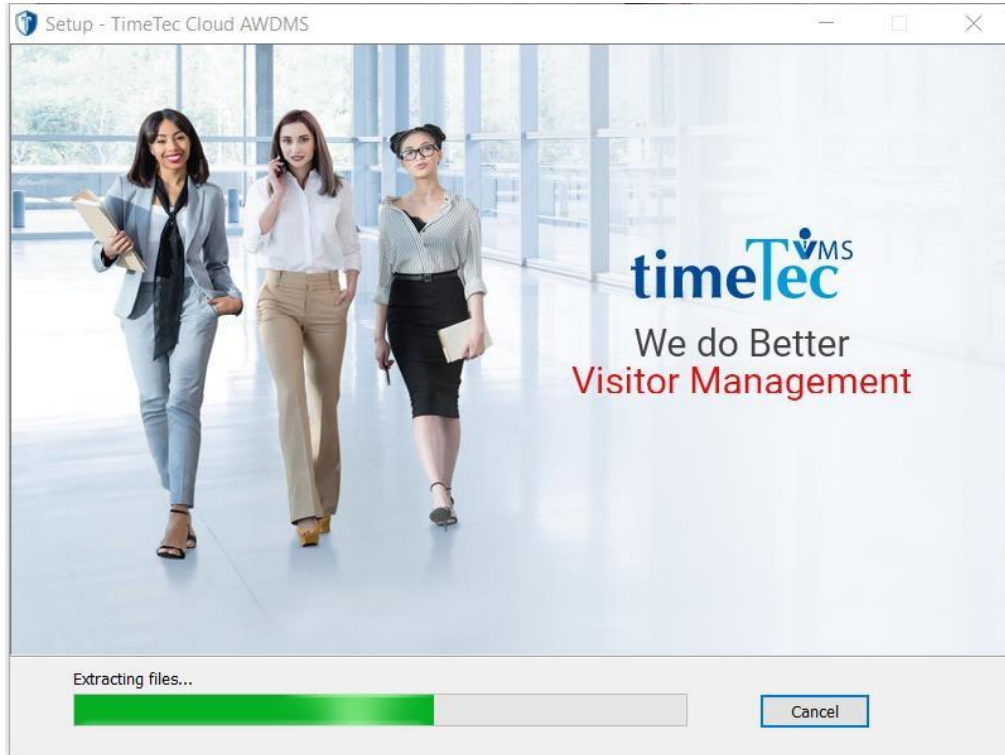 Setup - TimeTec Cloud AWDMS
timeTec VMS
We do Better
Visitor Management
Extracting files...
Cancel